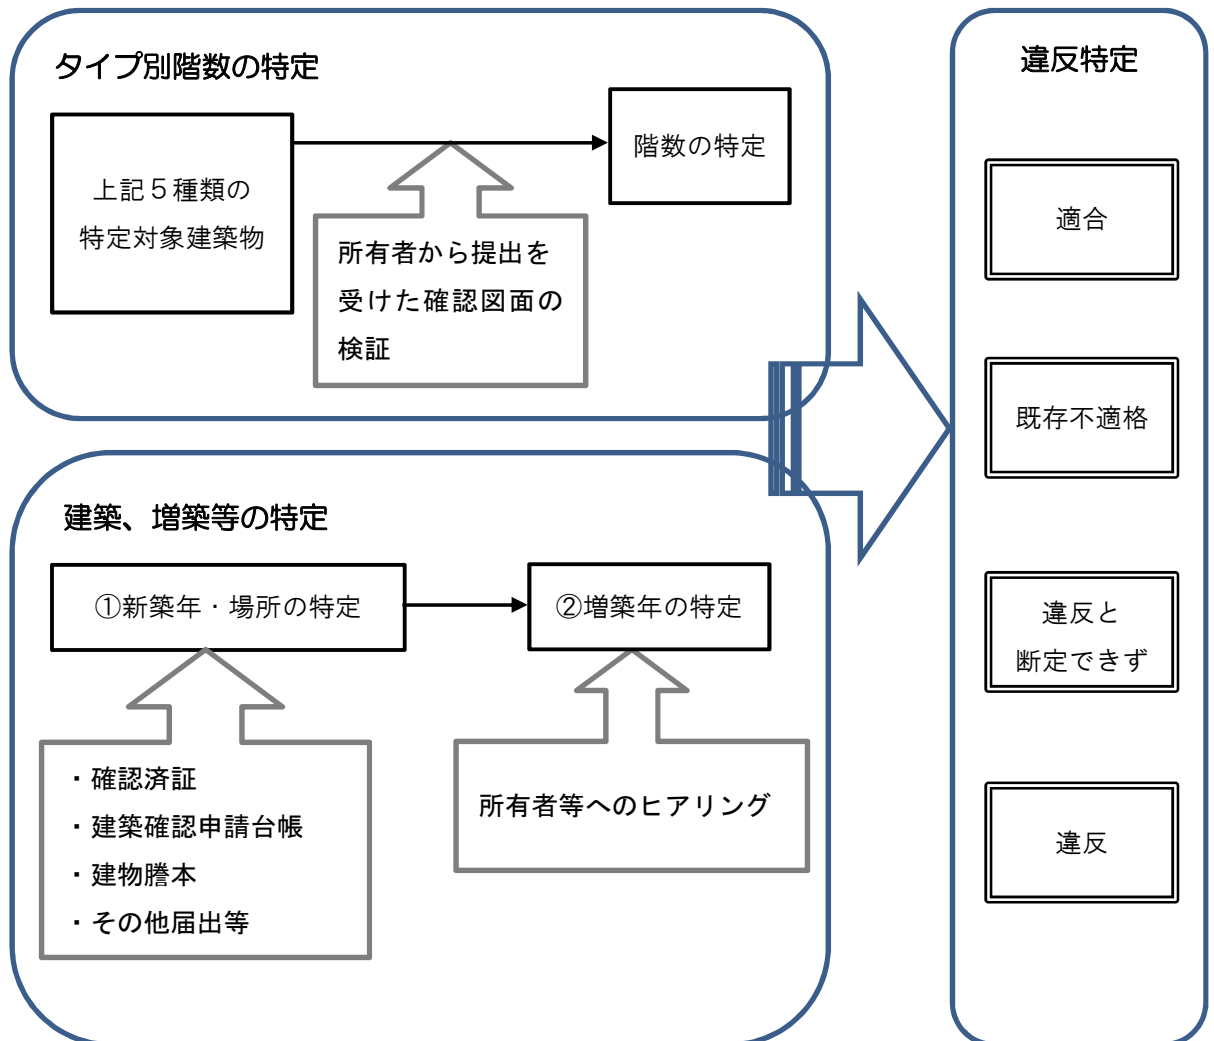 タイプ別階数の特定
上記５種類の
特定対象建築物
階数の特定
所有者から提出を
受けた確認図面の
検証
建築、増築等の特定
①新築年・場所の特定
②増築年の特定
・確認済証
・建築確認申請台帳
・建物謄本
・その他届出等
所有者等へのヒアリング
違反特定
適合
既存不適格
違反と
断定できず
違反